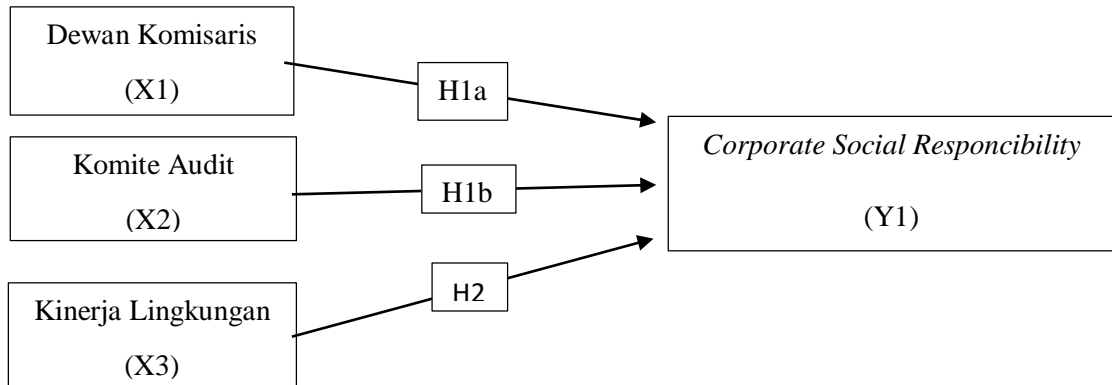 Dewan Komisaris
(X1)
H1a
Komite Audit
(X2)
H1b
Kinerja Lingkungan
(X3)
H2
Corporate Social Responcibility
(Y1)